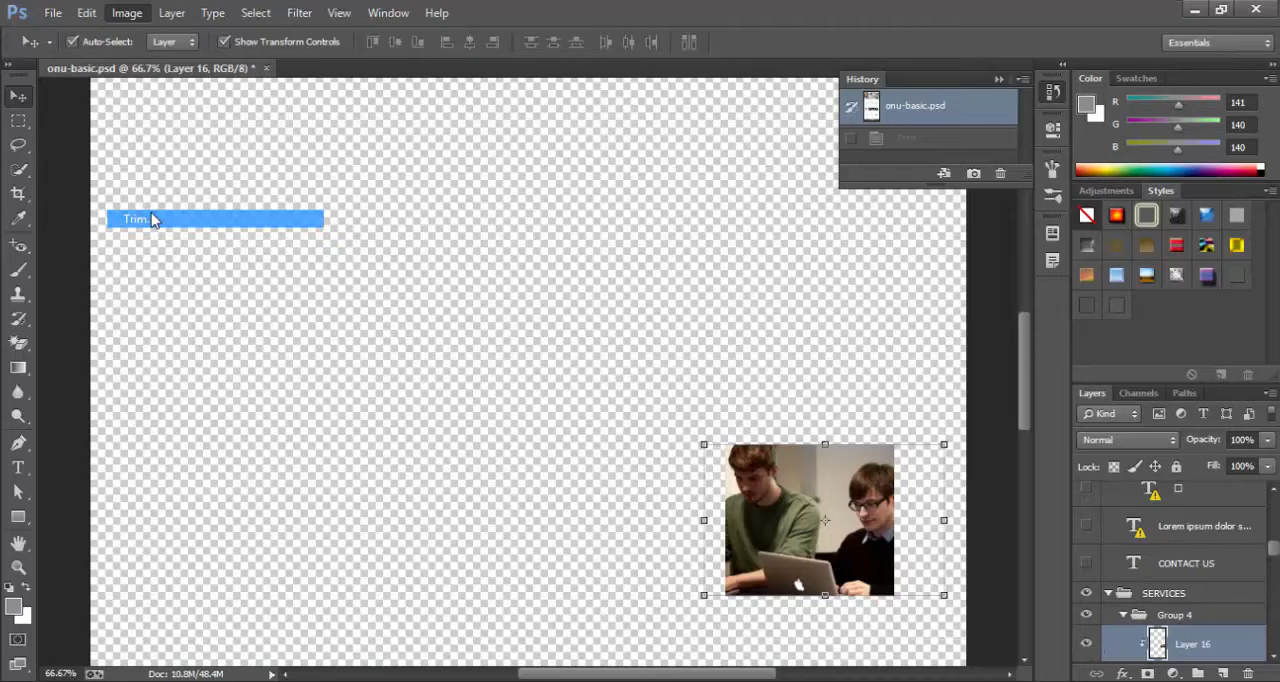 Ps File Edit Image Layer Type Select Filter View Window Help
Auto-Select: Layer Show Transform Controls Essentials
onu-basic.psd @ 66.7% (Layer 16, RGB/8) * ×
History
onu-basic.psd
Trim
Trim...
Color Swatches
R 141
G 140
B 140
Adjustments Styles
Layers Channels Paths
Kind
Normal Opacity: 100%
Lock: Fill: 100%
T
T Lorem ipsum dolor s...
T CONTACT US
SERVICES
Group 4
Layer 16
66.67% Doc: 10.8M/48.4M